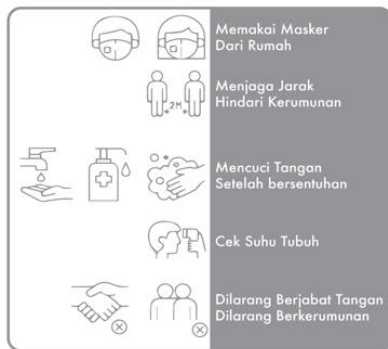 Memakai Masker
Dari Rumah
2M
Menjaga Jarak
Hindari Kerumunan
Mencuci Tangan
Setelah bersentuhan
Cek Suhu Tubuh
Dilarang Berjabat Tangan
Dilarang Berkerumunan